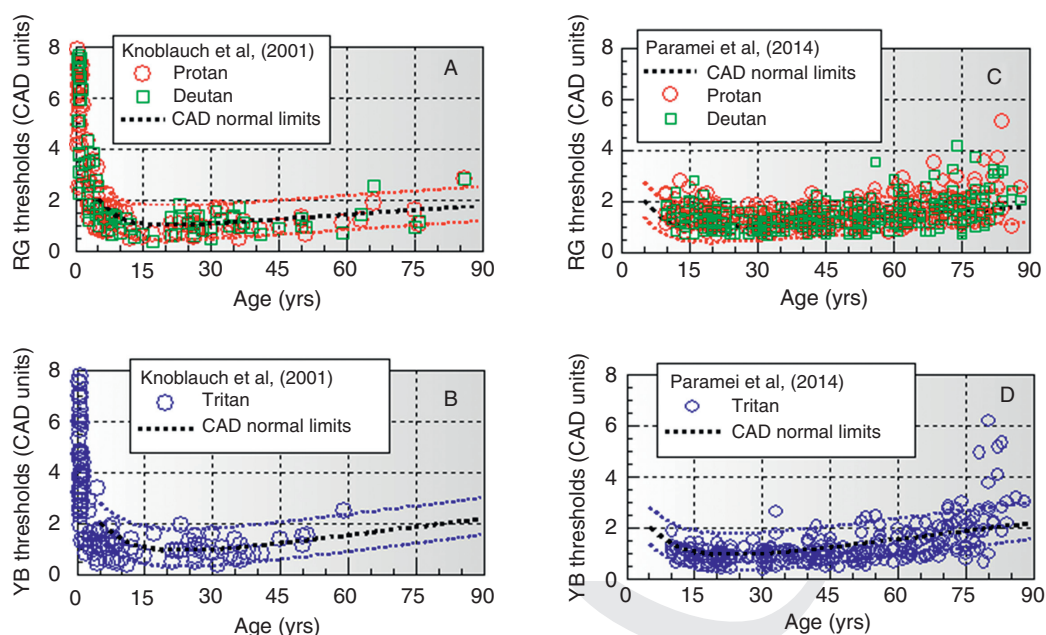 RG thresholds (CAD units)
8
6
4
2
0
Knoblauch et al, (2001)
Protan
Deutan
CAD normal limits
A
15 30 45 60 75 90
Age (yrs)
RG thresholds (CAD units)
8
6
4
2
0
Paramei et al, (2014)
CAD normal limits
Protan
Deutan
C
0 15 30 45 60 75 90
Age (yrs)
YB thresholds (CAD units)
8
6
4
2
0
Knoblauch et al, (2001)
Tritan
CAD normal limits
B
0 15 30 45 60 75 90
Age (yrs)
YB thresholds (CAD units)
8
6
4
2
0
Paramei et al, (2014)
Tritan
CAD normal limits
D
0 15 30 45 60 75 90
Age (yrs)